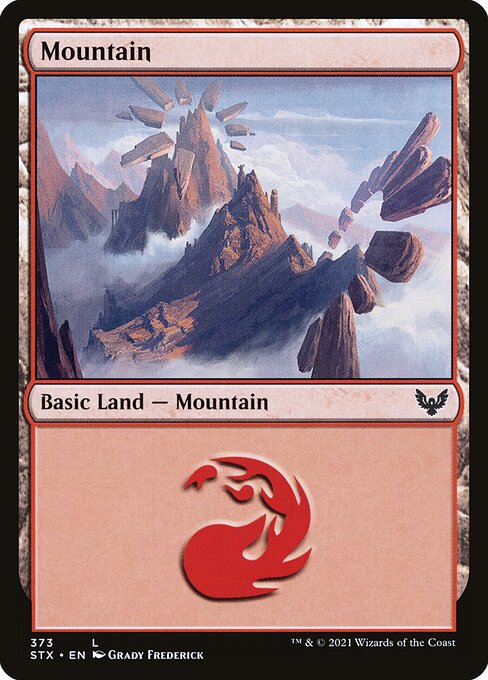 Mountain
Basic Land — Mountain
373 L
STX • EN Grady Frederick
™ & © 2021 Wizards of the Coast